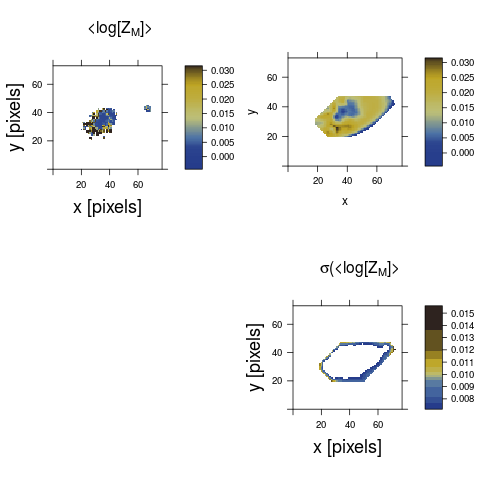 <log[Z_M]>
0.030
0.025
0.020
0.015
0.010
0.005
0.000
60
40
20
y [pixels]
20 40 60
x [pixels]
0.030
0.025
0.020
0.015
0.010
0.005
0.000
60
40
20
y
20 40 60
x
σ(<log[Z_M]>
0.015
0.014
0.013
0.012
0.011
0.010
0.009
0.008
60
40
20
y [pixels]
20 40 60
x [pixels]